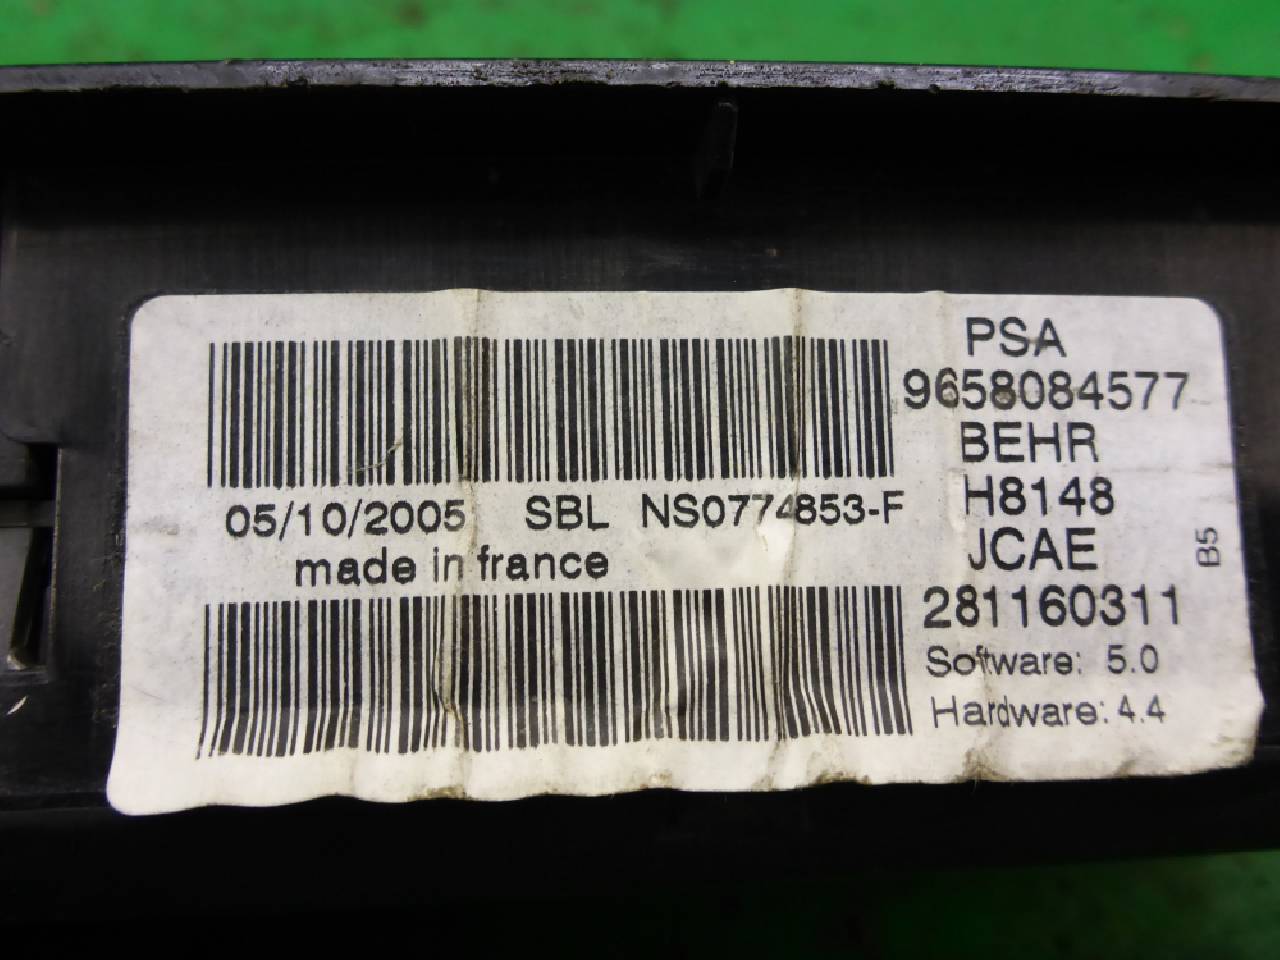 PSA
9658084577
BEHR
H8148
JCAE
281160311
Software: 5.0
Hardware: 4.4
B5
05/10/2005 SBL NS0774853-F
made in france